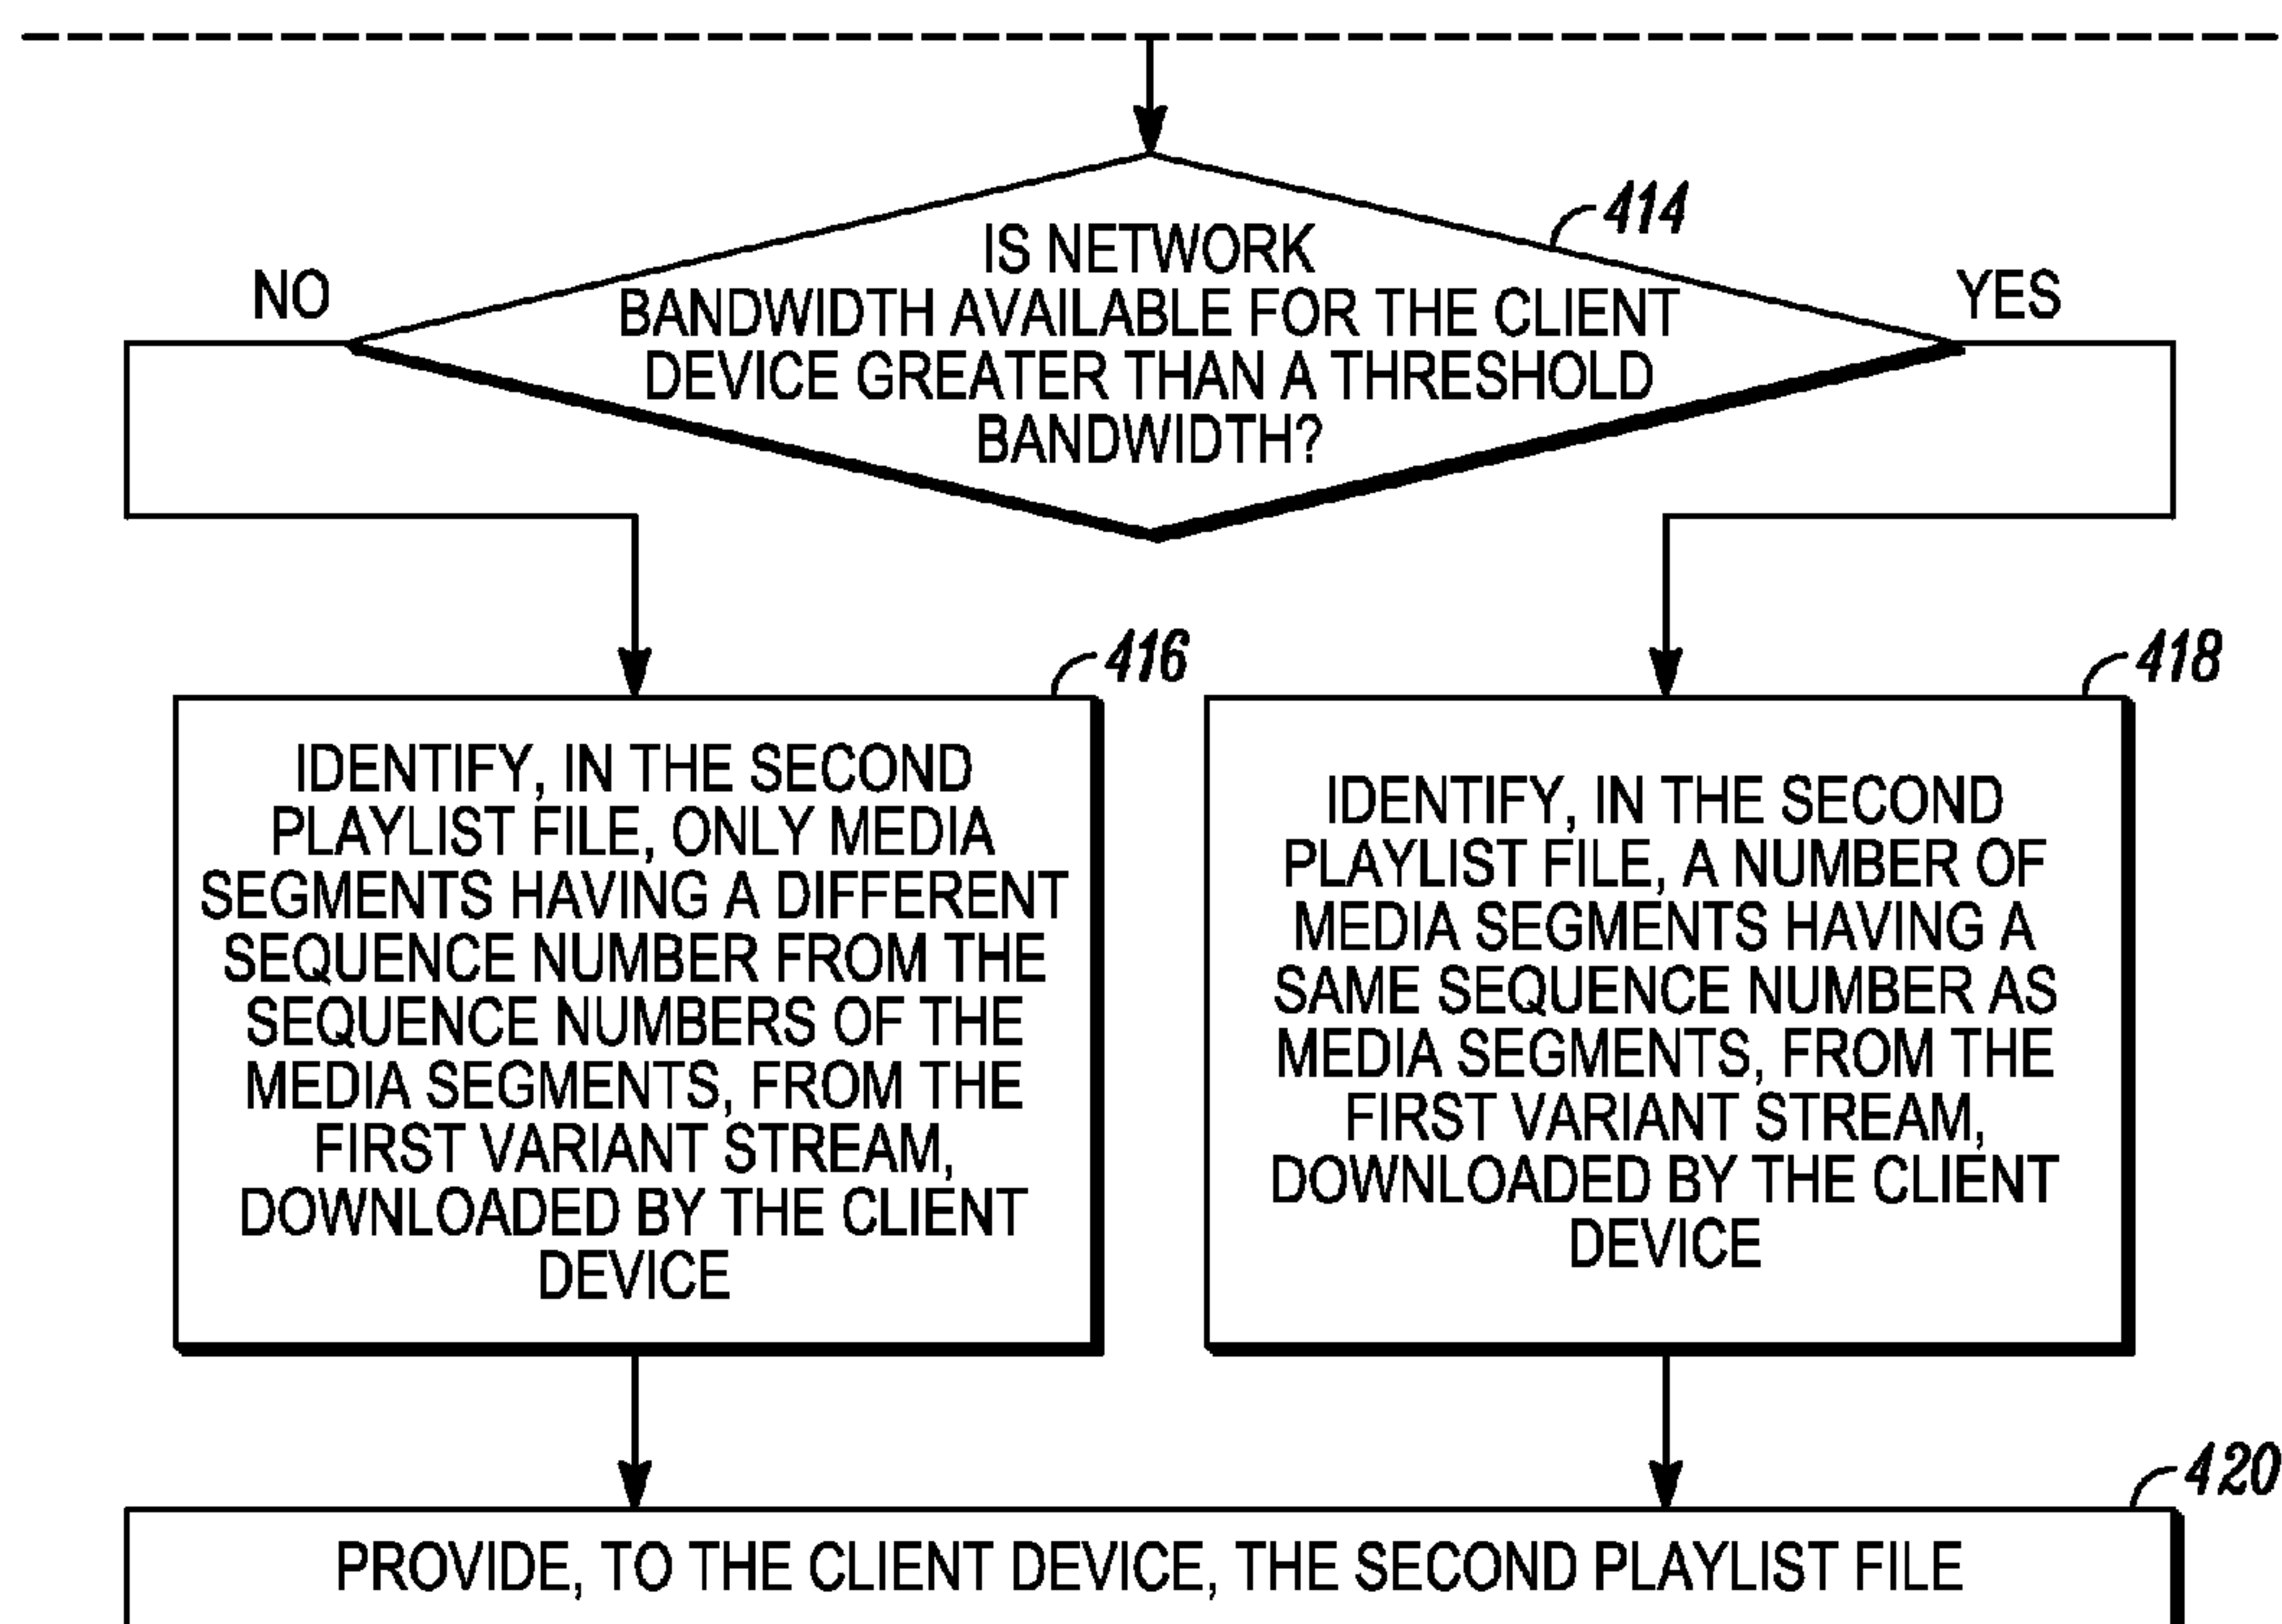 414
IS NETWORK
NO
BANDWIDTH AVAILABLE FOR THE CLIENT
YES
DEVICE GREATER THAN A THRESHOLD
BANDWIDTH?
416
IDENTIFY, IN THE SECOND
PLAYLIST FILE, ONLY MEDIA
SEGMENTS HAVING A DIFFERENT
SEQUENCE NUMBER FROM THE
SEQUENCE NUMBERS OF THE
MEDIA SEGMENTS, FROM THE
FIRST VARIANT STREAM,
DOWNLOADED BY THE CLIENT
DEVICE
418
IDENTIFY, IN THE SECOND
PLAYLIST FILE, A NUMBER OF
MEDIA SEGMENTS HAVING A
SAME SEQUENCE NUMBER AS
MEDIA SEGMENTS, FROM THE
FIRST VARIANT STREAM,
DOWNLOADED BY THE CLIENT
DEVICE
420
PROVIDE, TO THE CLIENT DEVICE, THE SECOND PLAYLIST FILE